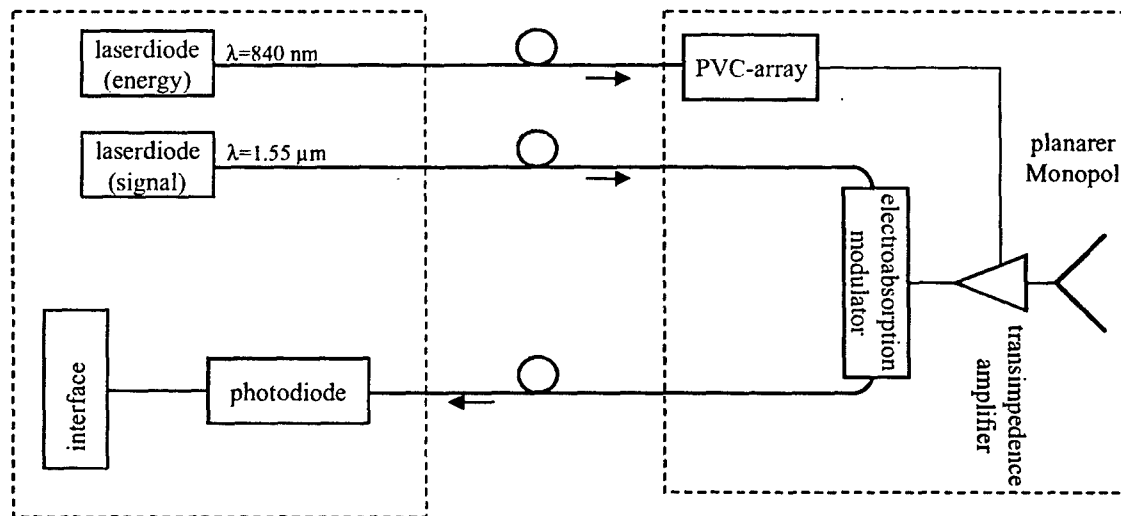 laserdiode
(energy)
λ=840 nm
PVC-array
laserdiode
(signal)
λ=1.55 µm
planarer
Monopol
electroabsorption
modulator
transimpedence
amplifier
interface
photodiode